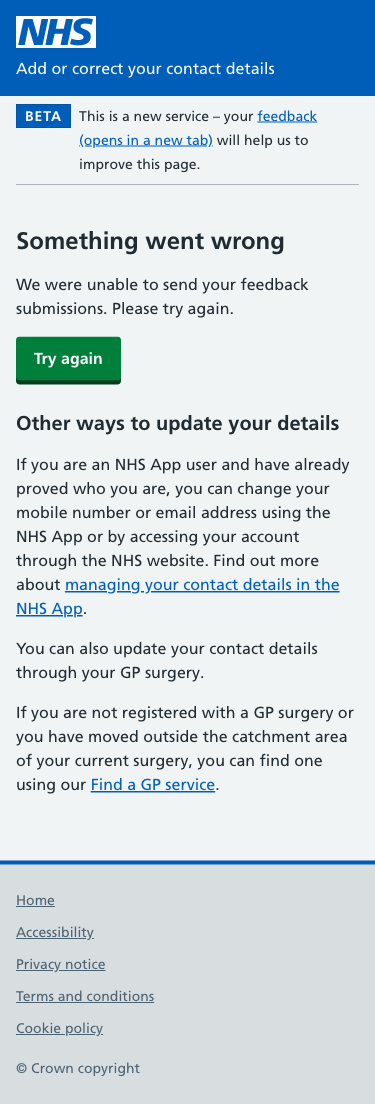 NHS
Add or correct your contact details
BETA
This is a new service – your feedback
(opens in a new tab) will help us to
improve this page.
Something went wrong
We were unable to send your feedback
submissions. Please try again.
Try again
Other ways to update your details
If you are an NHS App user and have already
proved who you are, you can change your
mobile number or email address using the
NHS App or by accessing your account
through the NHS website. Find out more
about managing your contact details in the
NHS App.
You can also update your contact details
through your GP surgery.
If you are not registered with a GP surgery or
you have moved outside the catchment area
of your current surgery, you can find one
using our Find a GP service.
Home
Accessibility
Privacy notice
Terms and conditions
Cookie policy
© Crown copyright